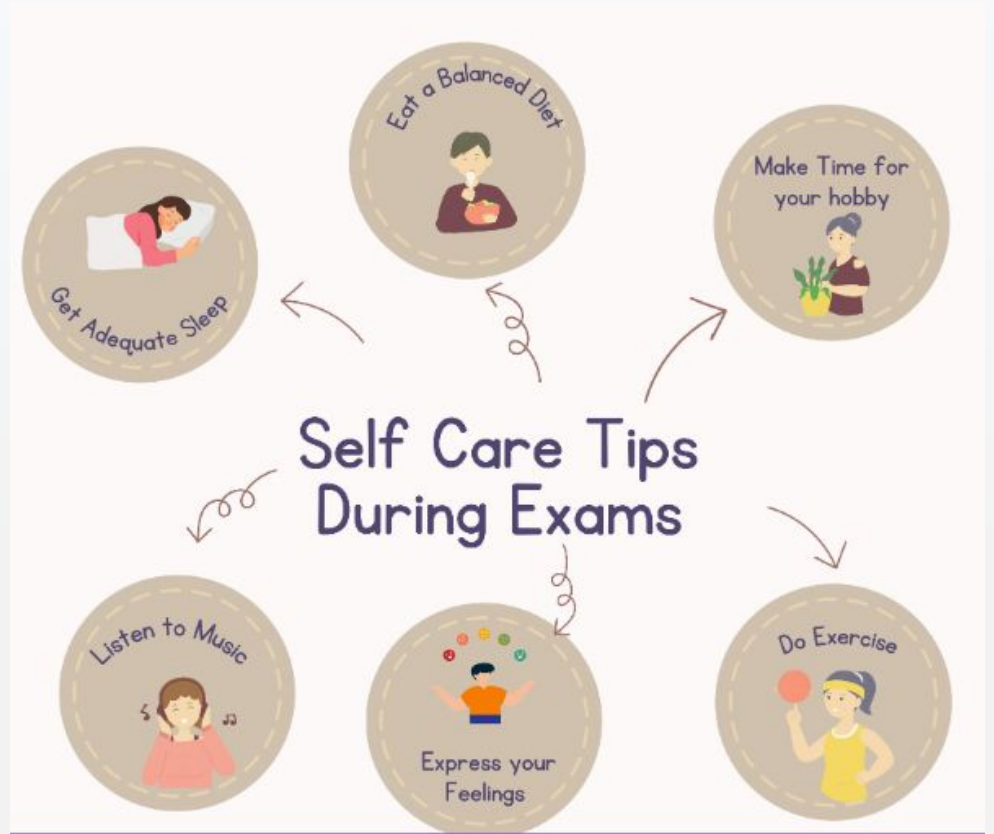 Eat a Balanced Diet
Make Time for
your hobby
Get Adequate Sleep
Self Care Tips
During Exams
Listen to Music
Express your
Feelings
Do Exercise